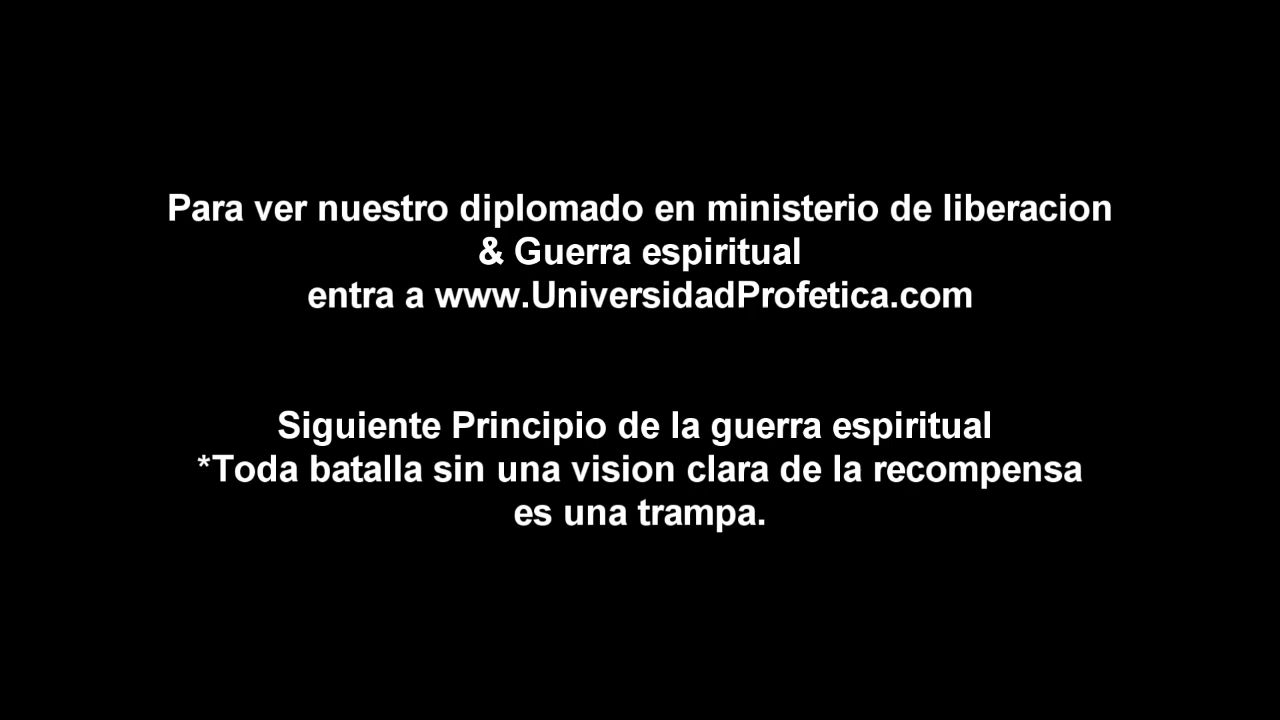 Para ver nuestro diplomado en ministerio de liberacion
& Guerra espiritual
entra a www.UniversidadProfetica.com
Siguiente Principio de la guerra espiritual
*Toda batalla sin una vision clara de la recompensa
es una trampa.